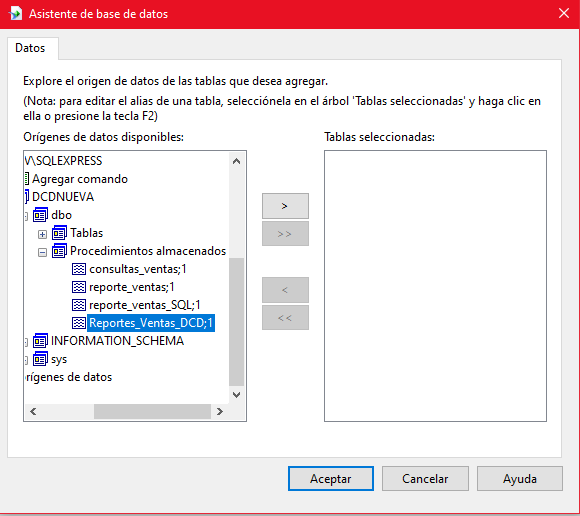 Asistente de base de datos
Datos
Explore el origen de datos de las tablas que desea agregar.
(Nota: para editar el alias de una tabla, selecciónela en el árbol 'Tablas seleccionadas' y haga clic en
ella o presione la tecla F2)
Orígenes de datos disponibles:
Tablas seleccionadas:
\SQLEXPRESS
Agregar comando
DCDNUEVA
dbo
Tablas
Procedimientos almacenados
consultas_ventas;1
reporte_ventas;1
reporte_ventas_SQL;1
Reportes_Ventas_DCD;1
INFORMATION_SCHEMA
sys
rígenes de datos
>
>>
<
<<
Aceptar
Cancelar
Ayuda